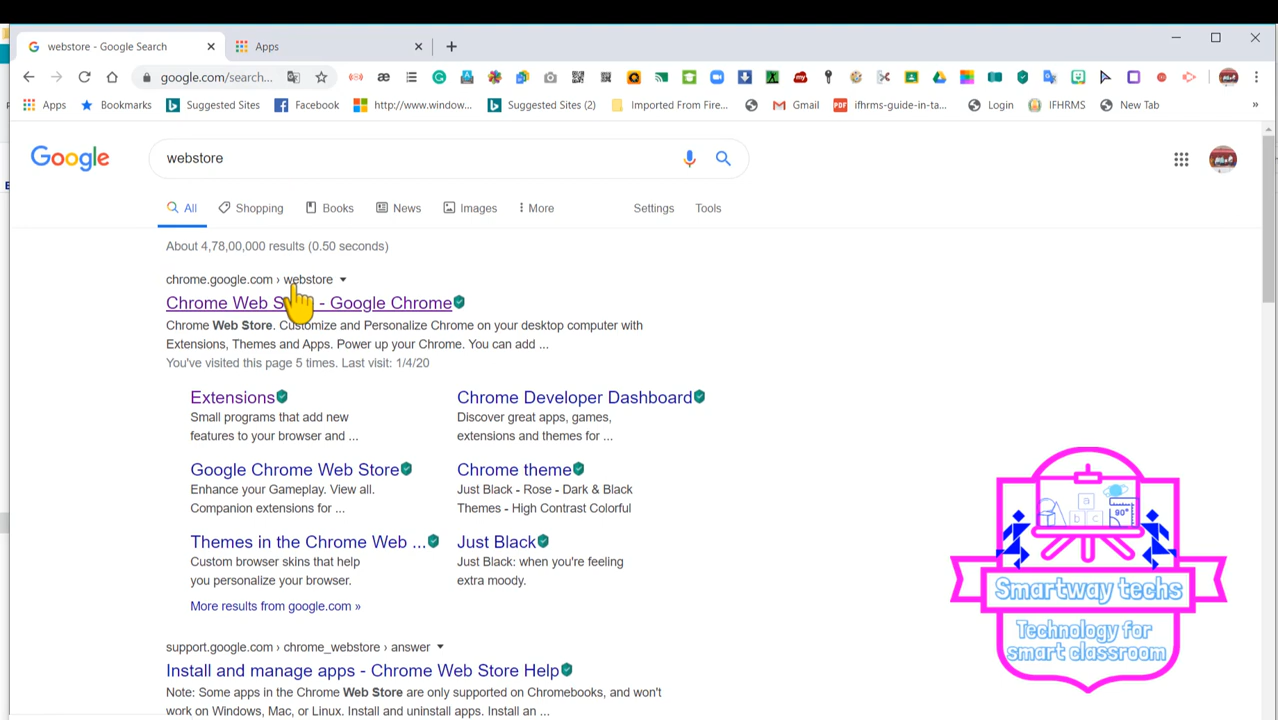 webstore - Google Search
Apps
google.com/search...
Apps
Bookmarks
Suggested Sites
Facebook
http://www.window...
Suggested Sites (2)
Imported From Fire...
Gmail
ifhrms-guide-in-ta...
Login
IFHRMS
New Tab
»
Google
webstore
All
Shopping
Books
News
Images
More
Settings
Tools
About 4,78,00,000 results (0.50 seconds)
chrome.google.com › webstore
Chrome Web S - Google Chrome
Chrome Web Store. Customize and Personalize Chrome on your desktop computer with
Extensions, Themes and Apps. Power up your Chrome. You can add ...
You've visited this page 5 times. Last visit: 1/4/20
Extensions
Small programs that add new
features to your browser and ...
Chrome Developer Dashboard
Discover great apps, games,
extensions and themes for ...
Google Chrome Web Store
Enhance your Gameplay. View all.
Companion extensions for ...
Chrome theme
Just Black - Rose - Dark & Black
Themes - High Contrast Colorful
Themes in the Chrome Web ...
Custom browser skins that help
you personalize your browser.
Just Black
Just Black: when you're feeling
extra moody.
More results from google.com »
support.google.com › chrome_webstore › answer
Install and manage apps - Chrome Web Store Help
Note: Some apps in the Chrome Web Store are only supported on Chromebooks, and won't
work on Windows, Mac, or Linux. Install and uninstall apps. Install an ...
a
b c
90°
Smartway techs
Technology for
smart classroom